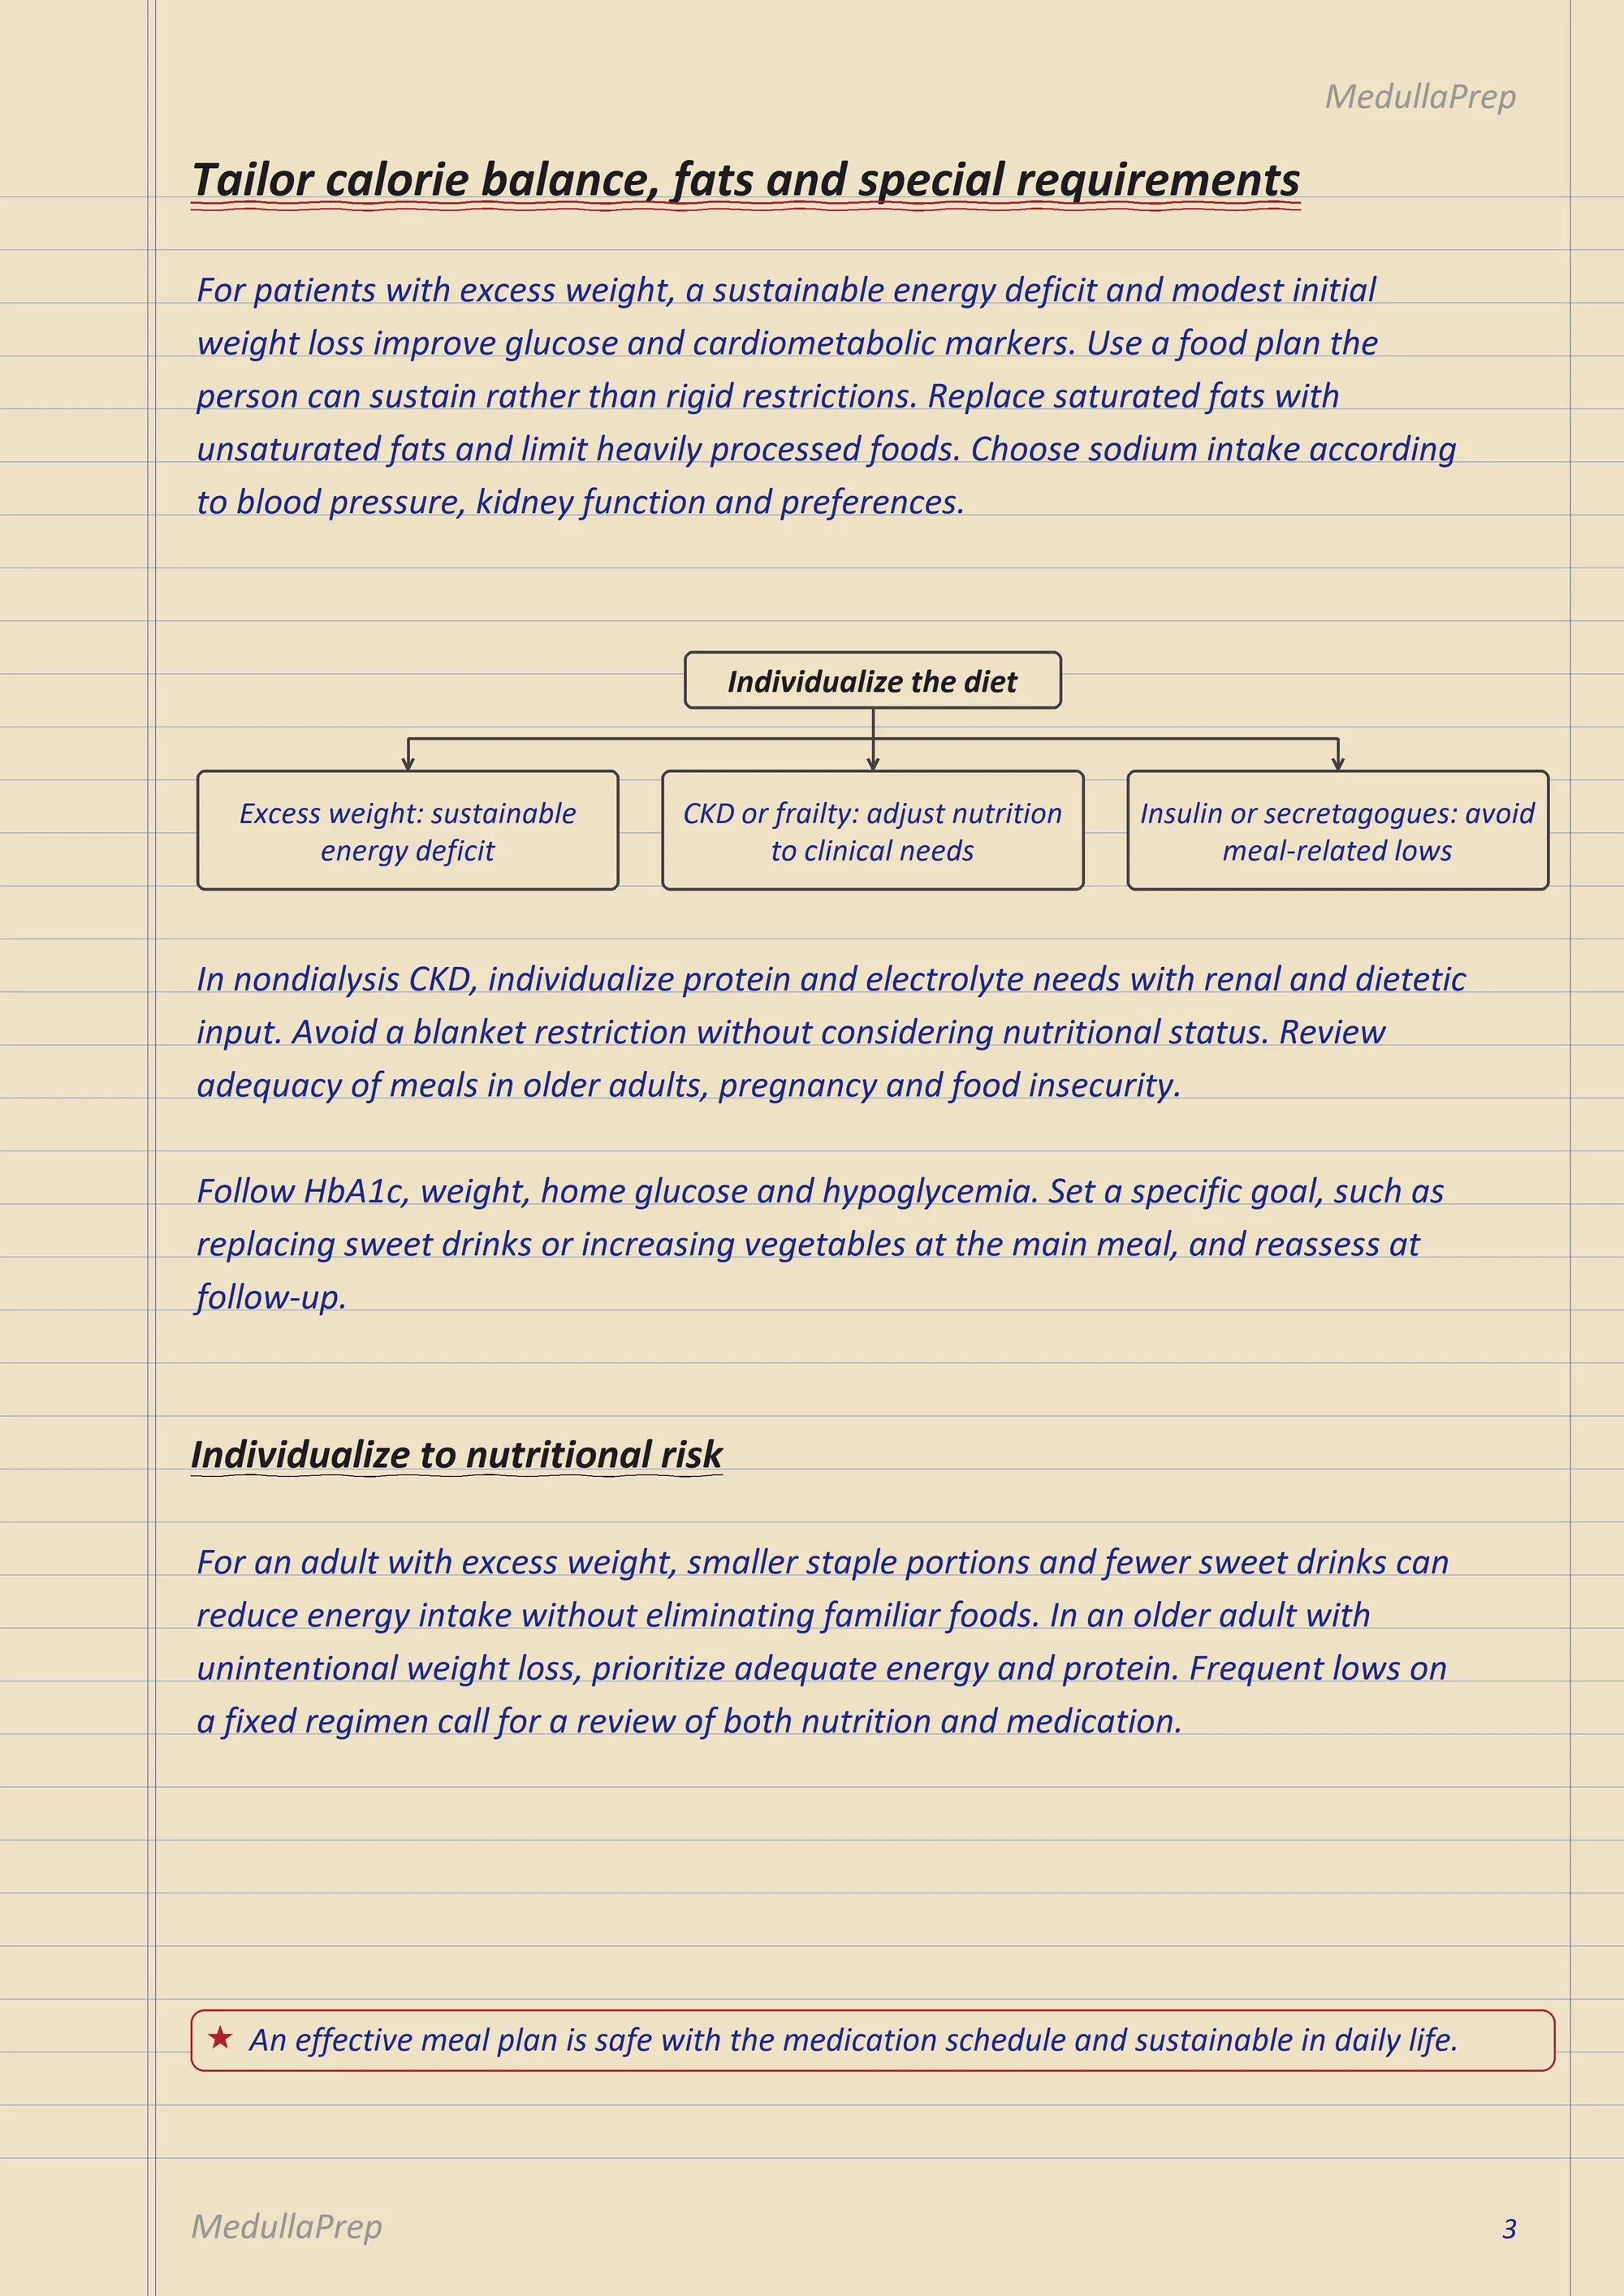 MedullaPrep
Tailor calorie balance, fats and special requirements
For patients with excess weight, a sustainable energy deficit and modest initial
weight loss improve glucose and cardiometabolic markers. Use a food plan the
person can sustain rather than rigid restrictions. Replace saturated fats with
unsaturated fats and limit heavily processed foods. Choose sodium intake according
to blood pressure, kidney function and preferences.
Individualize the diet
Excess weight: sustainable
energy deficit
CKD or frailty: adjust nutrition
to clinical needs
Insulin or secretagogues: avoid
meal-related lows
In nondialysis CKD, individualize protein and electrolyte needs with renal and dietetic
input. Avoid a blanket restriction without considering nutritional status. Review
adequacy of meals in older adults, pregnancy and food insecurity.
Follow HbA1c, weight, home glucose and hypoglycemia. Set a specific goal, such as
replacing sweet drinks or increasing vegetables at the main meal, and reassess at
follow-up.
Individualize to nutritional risk
For an adult with excess weight, smaller staple portions and fewer sweet drinks can
reduce energy intake without eliminating familiar foods. In an older adult with
unintentional weight loss, prioritize adequate energy and protein. Frequent lows on
a fixed regimen call for a review of both nutrition and medication.
★ An effective meal plan is safe with the medication schedule and sustainable in daily life.
MedullaPrep
3